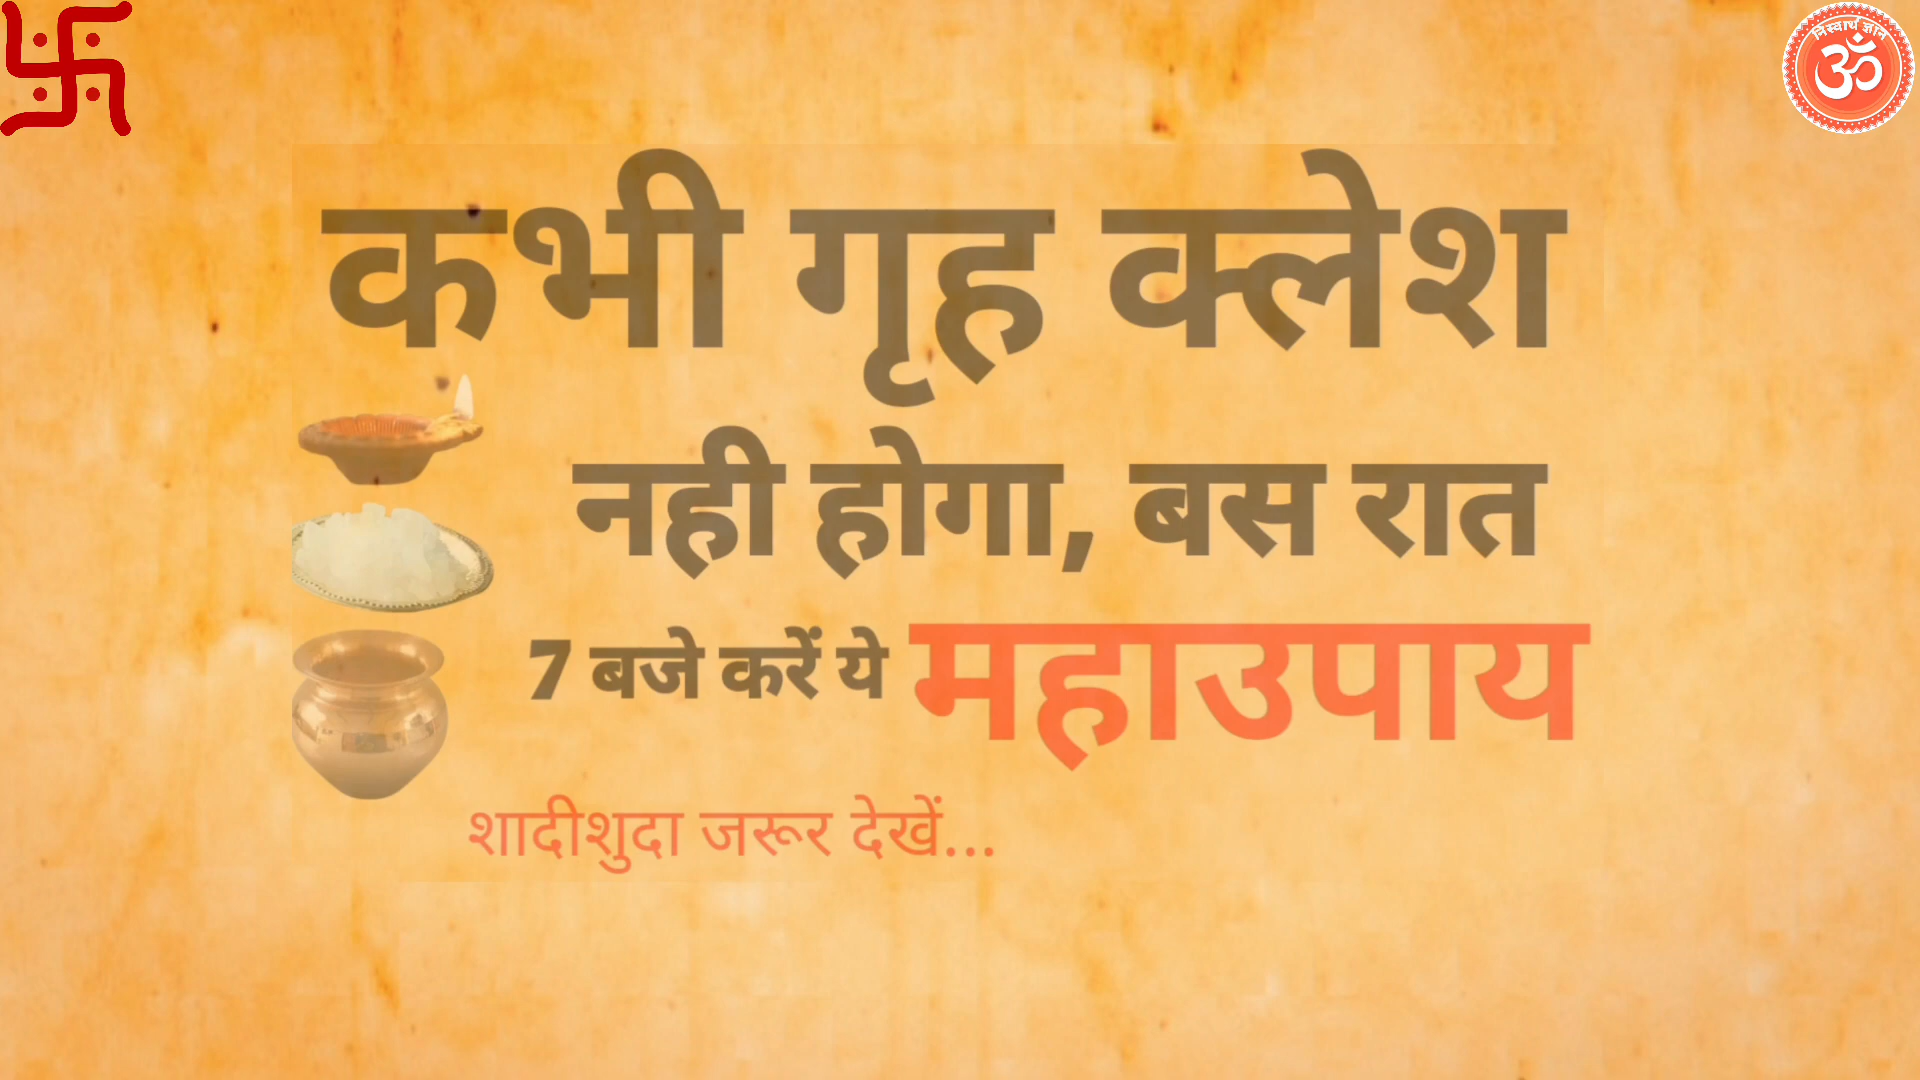 निस्वार्थ ज्ञान
ॐ
कभी गृह क्लेश
नही होगा, बस रात
7 बजे करें ये महाउपाय
शादीशुदा जरूर देखें...